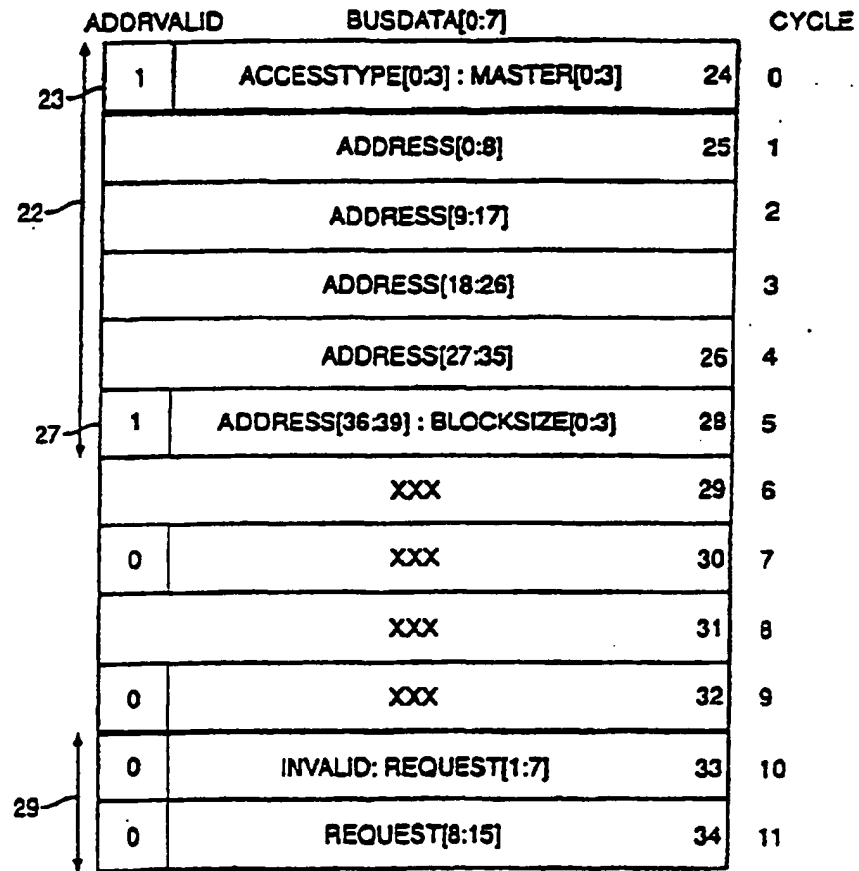 ADDRVALID BUSDATA[0:7] CYCLE
23 1 ACCESSTYPE[0:3] : MASTER[0:3] 24 0
ADDRESS[0:8] 25 1
22 ADDRESS[9:17] 2
ADDRESS[18:26] 3
ADDRESS[27:35] 26 4
27 1 ADDRESS[36:39] : BLOCKSIZE[0:3] 28 5
XXX 29 6
0 XXX 30 7
XXX 31 8
0 XXX 32 9
0 INVALID: REQUEST[1:7] 33 10
29
0 REQUEST[8:15] 34 11